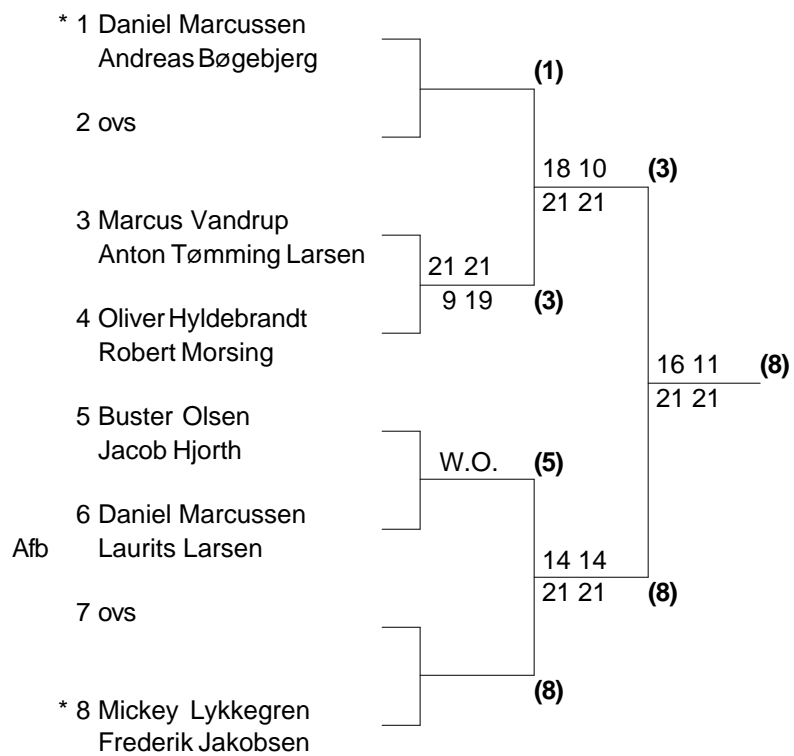 * 1 Daniel Marcussen
Andreas Bøgebjerg
(1)
2 ovs
18 10 (3)
21 21
3 Marcus Vandrup
Anton Tømming Larsen
21 21
9 19 (3)
4 Oliver Hyldebrandt
Robert Morsing
16 11 (8)
21 21
5 Buster Olsen
Jacob Hjorth
W.O. (5)
6 Daniel Marcussen
Afb Laurits Larsen
14 14
21 21 (8)
7 ovs
(8)
* 8 Mickey Lykkegren
Frederik Jakobsen